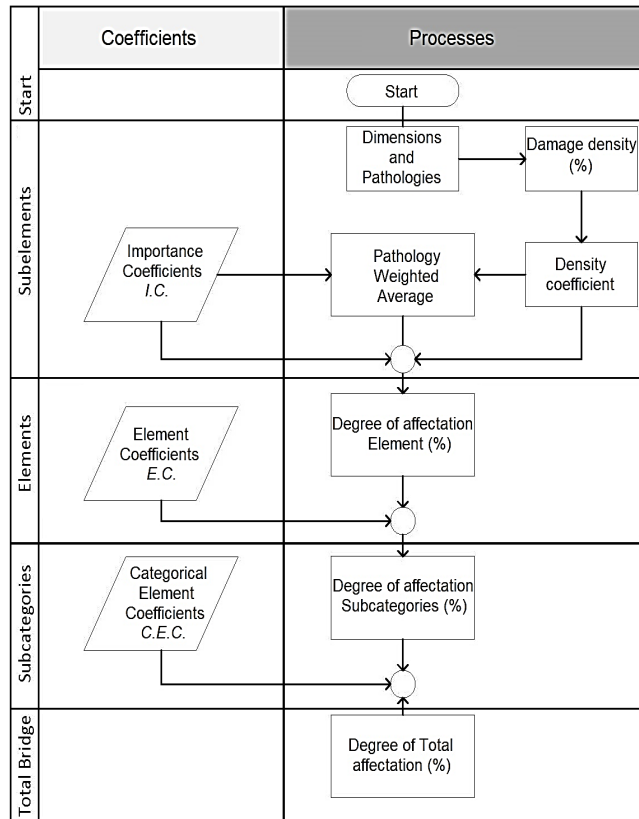 Coefficients
Processes
Start
Start
Subelements
Dimensions
and
Pathologies
Damage density
(%)
Importance
Coefficients
I.C.
Pathology
Weighted
Average
Density
coefficient
Elements
Degree of affectation
Element (%)
Element
Coefficients
E.C.
Subcategories
Categorical
Element
Coefficients
C.E.C.
Degree of affectation
Subcategories (%)
Total Bridge
Degree of Total
affectation (%)